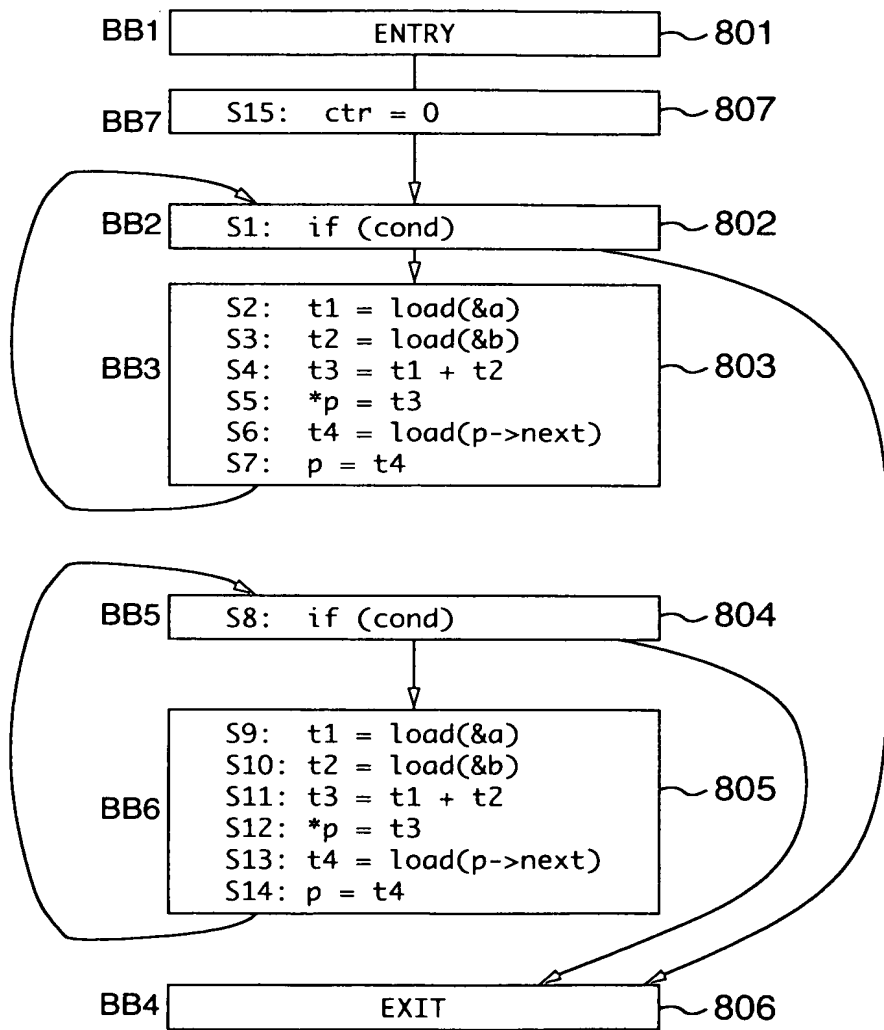 BB1 ENTRY 801
BB7 S15: ctr = 0 807
BB2 S1: if (cond) 802
S2: t1 = load(&a)
S3: t2 = load(&b)
BB3 S4: t3 = t1 + t2 803
S5: *p = t3
S6: t4 = load(p->next)
S7: p = t4
BB5 S8: if (cond) 804
S9: t1 = load(&a)
S10: t2 = load(&b)
BB6 S11: t3 = t1 + t2 805
S12: *p = t3
S13: t4 = load(p->next)
S14: p = t4
BB4 EXIT 806